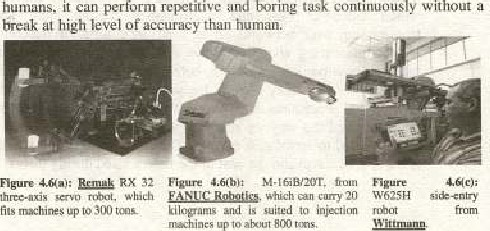 humans, it can perform repetitive and boring task continuously without a
break at high level of accuracy than human.
Figure 4.6(a): Remak RX 32
three-axis servo robot, which
fits machines up to 300 tons.
Figure 4.6(b): M-16iB/20T, from
FANUC Robotics, which can carry 20
kilograms and is suited to injection
machines up to about 800 tons.
Figure 4.6(c):
W625H side-entry
robot from
Wittmann.